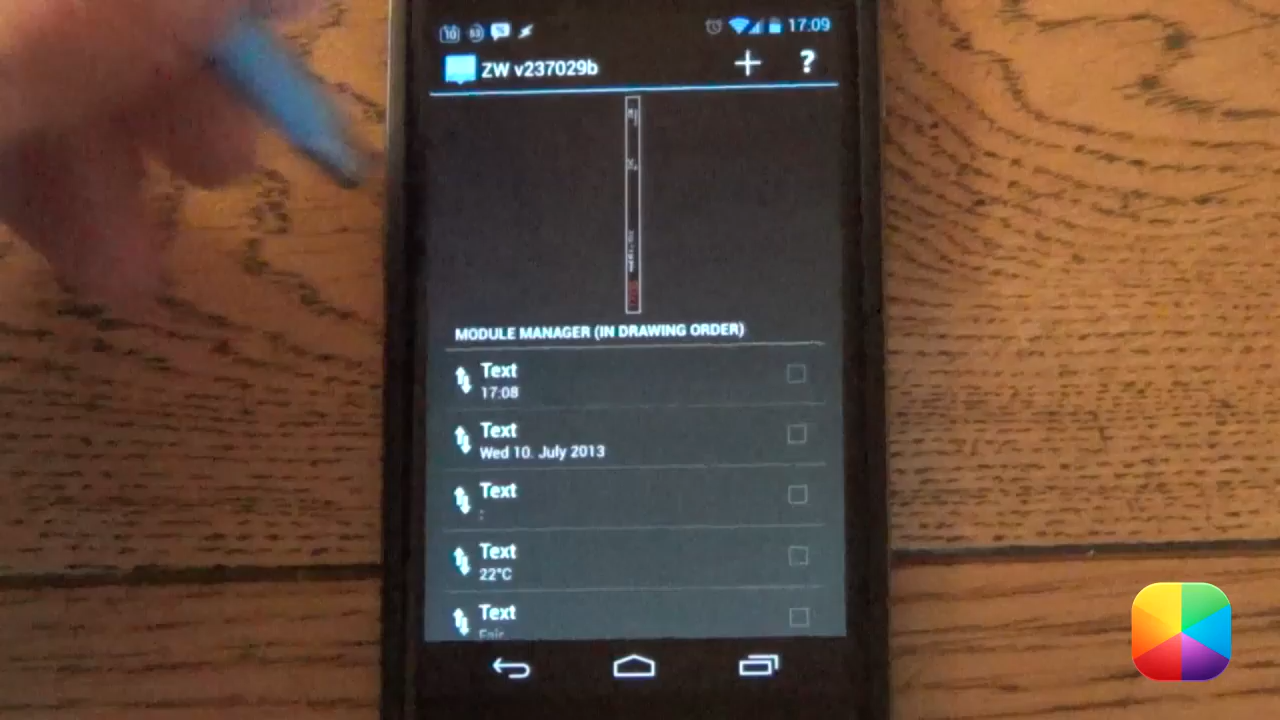 17:09
ZW v237029b
+ ?
MODULE MANAGER (IN DRAWING ORDER)
Text
17:08
Text
Wed 10. July 2013
Text
:
Text
22°C
Text
Fair